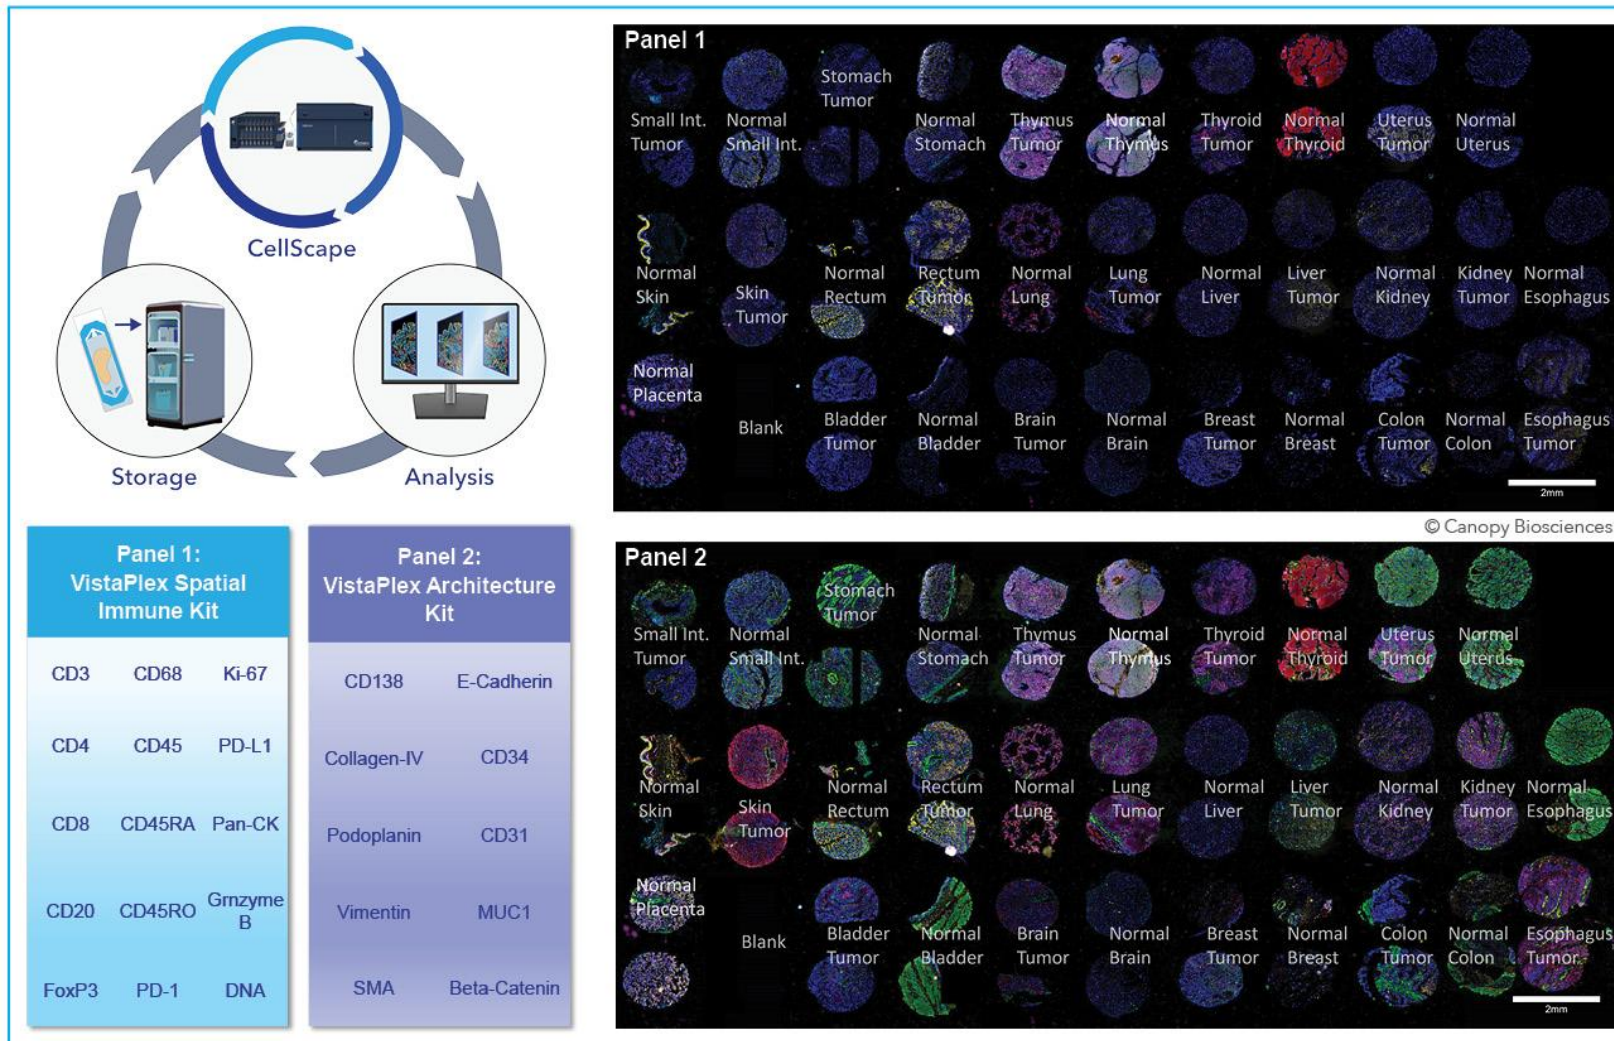 CellScape
Storage
Analysis
Panel 1:
VistaPlex Spatial
Immune Kit
CD3 CD68 Ki-67
CD4 CD45 PD-L1
CD8 CD45RA Pan-CK
CD20 CD45RO Grnzyme
B
FoxP3 PD-1 DNA
Panel 2:
VistaPlex Architecture
Kit
CD138 E-Cadherin
Collagen-IV CD34
Podoplanin CD31
Vimentin MUC1
SMA Beta-Catenin
Panel 1
Stomach
Tumor
Small Int. Normal Normal Thymus Normal Thyroid Normal Uterus Normal
Tumor Small Int. Stomach Tumor Thymus Tumor Thyroid Tumor Uterus
Normal Skin Normal Rectum Normal Lung Normal Liver Normal Kidney Normal
Skin Tumor Rectum Tumor Lung Tumor Liver Tumor Kidney Tumor Esophagus
Normal
Placenta
Blank Bladder Normal Brain Normal Breast Normal Colon Normal Esophagus
Tumor Bladder Tumor Brain Tumor Breast Tumor Colon Tumor
2mm
© Canopy Biosciences
Panel 2
Stomach
Tumor
Small Int. Normal Normal Thymus Normal Thyroid Normal Uterus Normal
Tumor Small Int. Stomach Tumor Thymus Tumor Thyroid Tumor Uterus
Normal Skin Normal Rectum Normal Lung Normal Liver Normal Kidney Normal
Skin Tumor Rectum Tumor Lung Tumor Liver Tumor Kidney Tumor Esophagus
Normal
Placenta
Blank Bladder Normal Brain Normal Breast Normal Colon Normal Esophagus
Tumor Bladder Tumor Brain Tumor Breast Tumor Colon Tumor
2mm